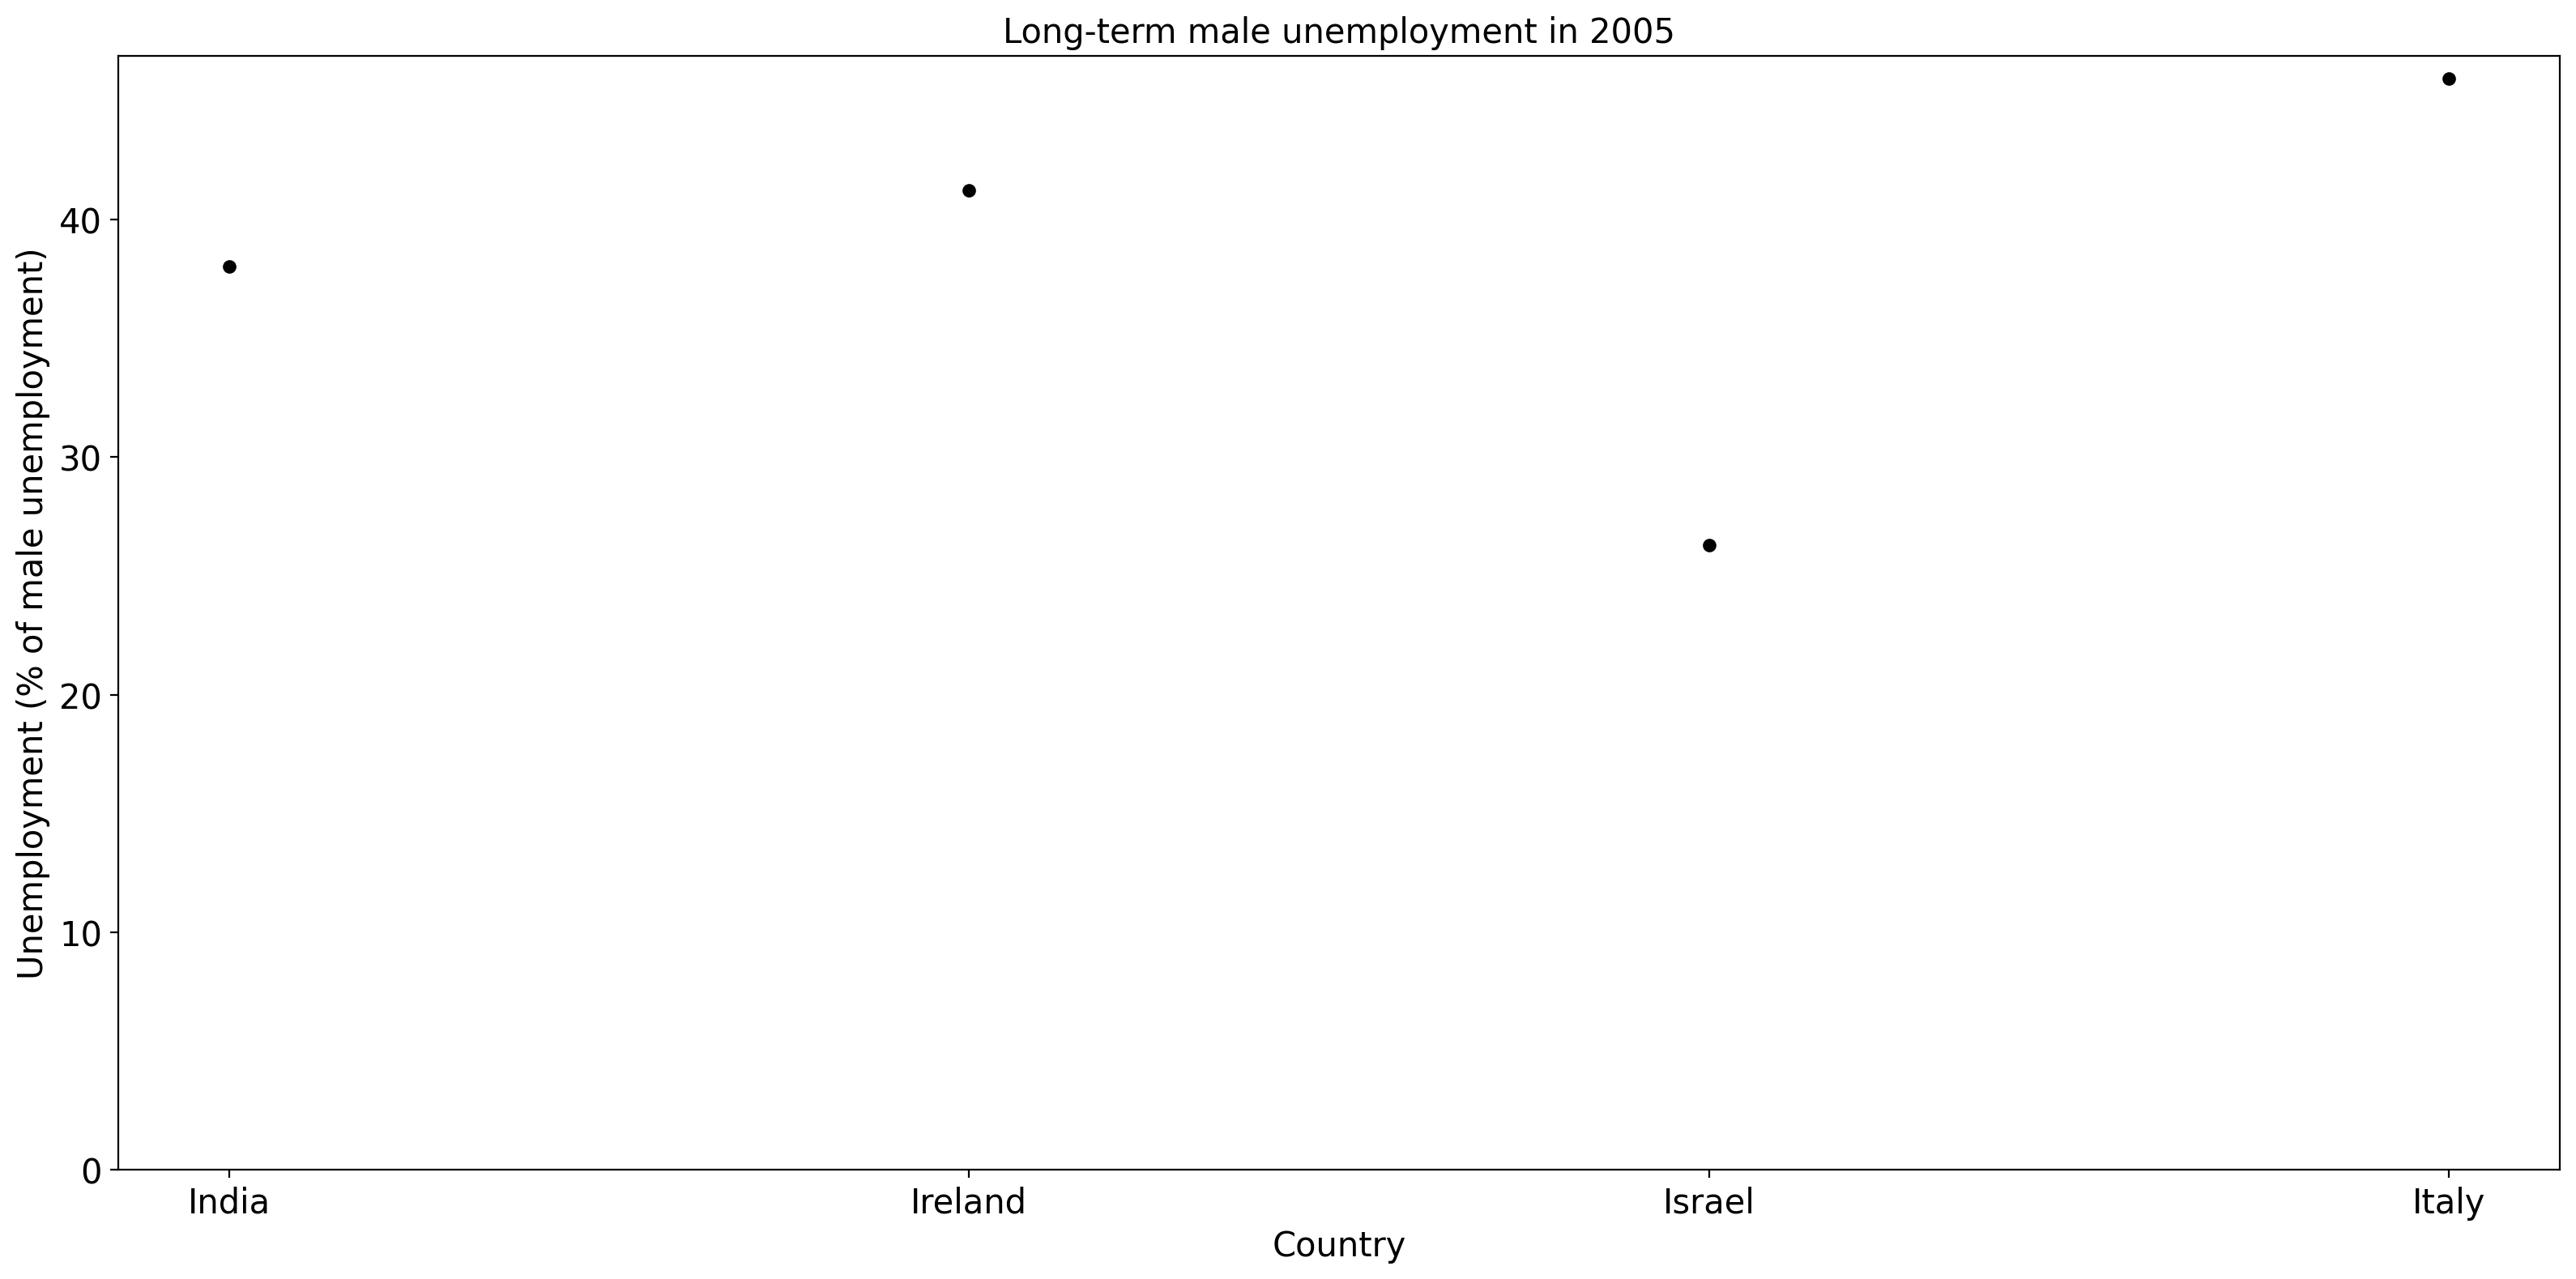 Long-term male unemployment in 2005
Unemployment (% of male unemployment)
40
30
20
10
0
India Ireland Israel Italy
Country